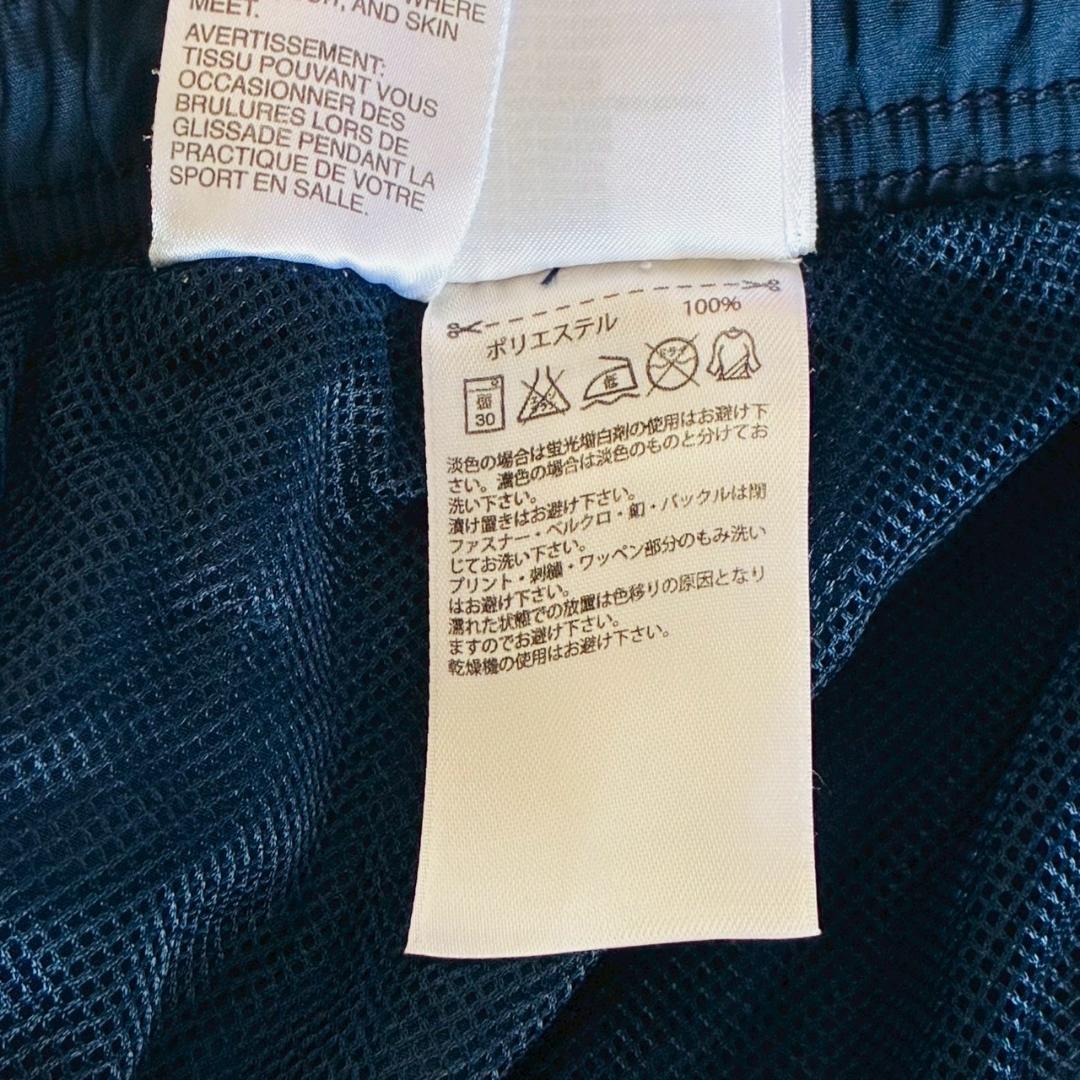 WHERE
, AND SKIN
MEET.
AVERTISSEMENT:
TISSU POUVANT VOUS
OCCASIONNER DES
BRULURES LORS DE
GLISSADE PENDANT LA
PRACTIQUE DE VOTRE
SPORT EN SALLE.
ポリエステル 100%
低 30
低
ドライ
淡色の場合は蛍光増白剤の使用はお避け下
さい。濃色の場合は淡色のものと分けてお
洗い下さい。
漬け置きはお避け下さい。
ファスナー・ベルクロ・釦・バックルは閉
じてお洗い下さい。
プリント・刺繍・ワッペン部分のもみ洗い
はお避け下さい。
濡れた状態での放置は色移りの原因となり
ますのでお避け下さい。
乾燥機の使用はお避け下さい。